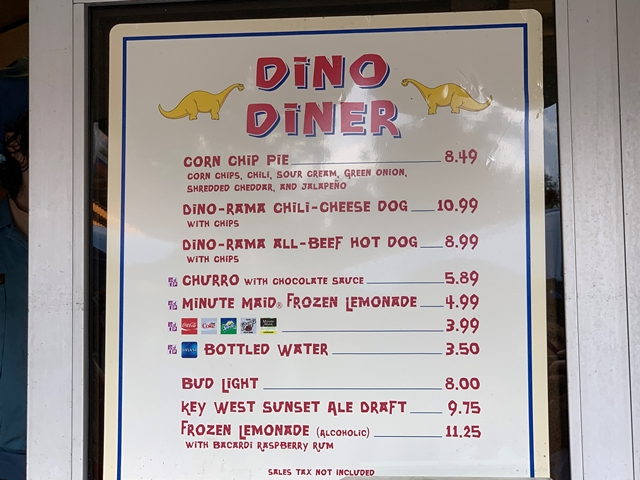 DINO
DINER
CORN CHIP PIE 8.49
CORN CHIPS, CHILI, SOUR CREAM, GREEN ONION,
SHREDDED CHEDDAR, AND JALAPEÑO
DINO-RAMA CHILI-CHEESE DOG 10.99
WITH CHIPS
DINO-RAMA ALL-BEEF HOT DOG 8.99
WITH CHIPS
CHURRO WITH CHOCOLATE SAUCE 5.89
MINUTE MAID® FROZEN LEMONADE 4.99
Coca-Cola Coke 3.99
BOTTLED WATER 3.50
BUD LIGHT 8.00
KEY WEST SUNSET ALE DRAFT 9.75
FROZEN LEMONADE (ALCOHOLIC) 11.25
WITH BACARDI RASPBERRY RUM
SALES TAX NOT INCLUDED